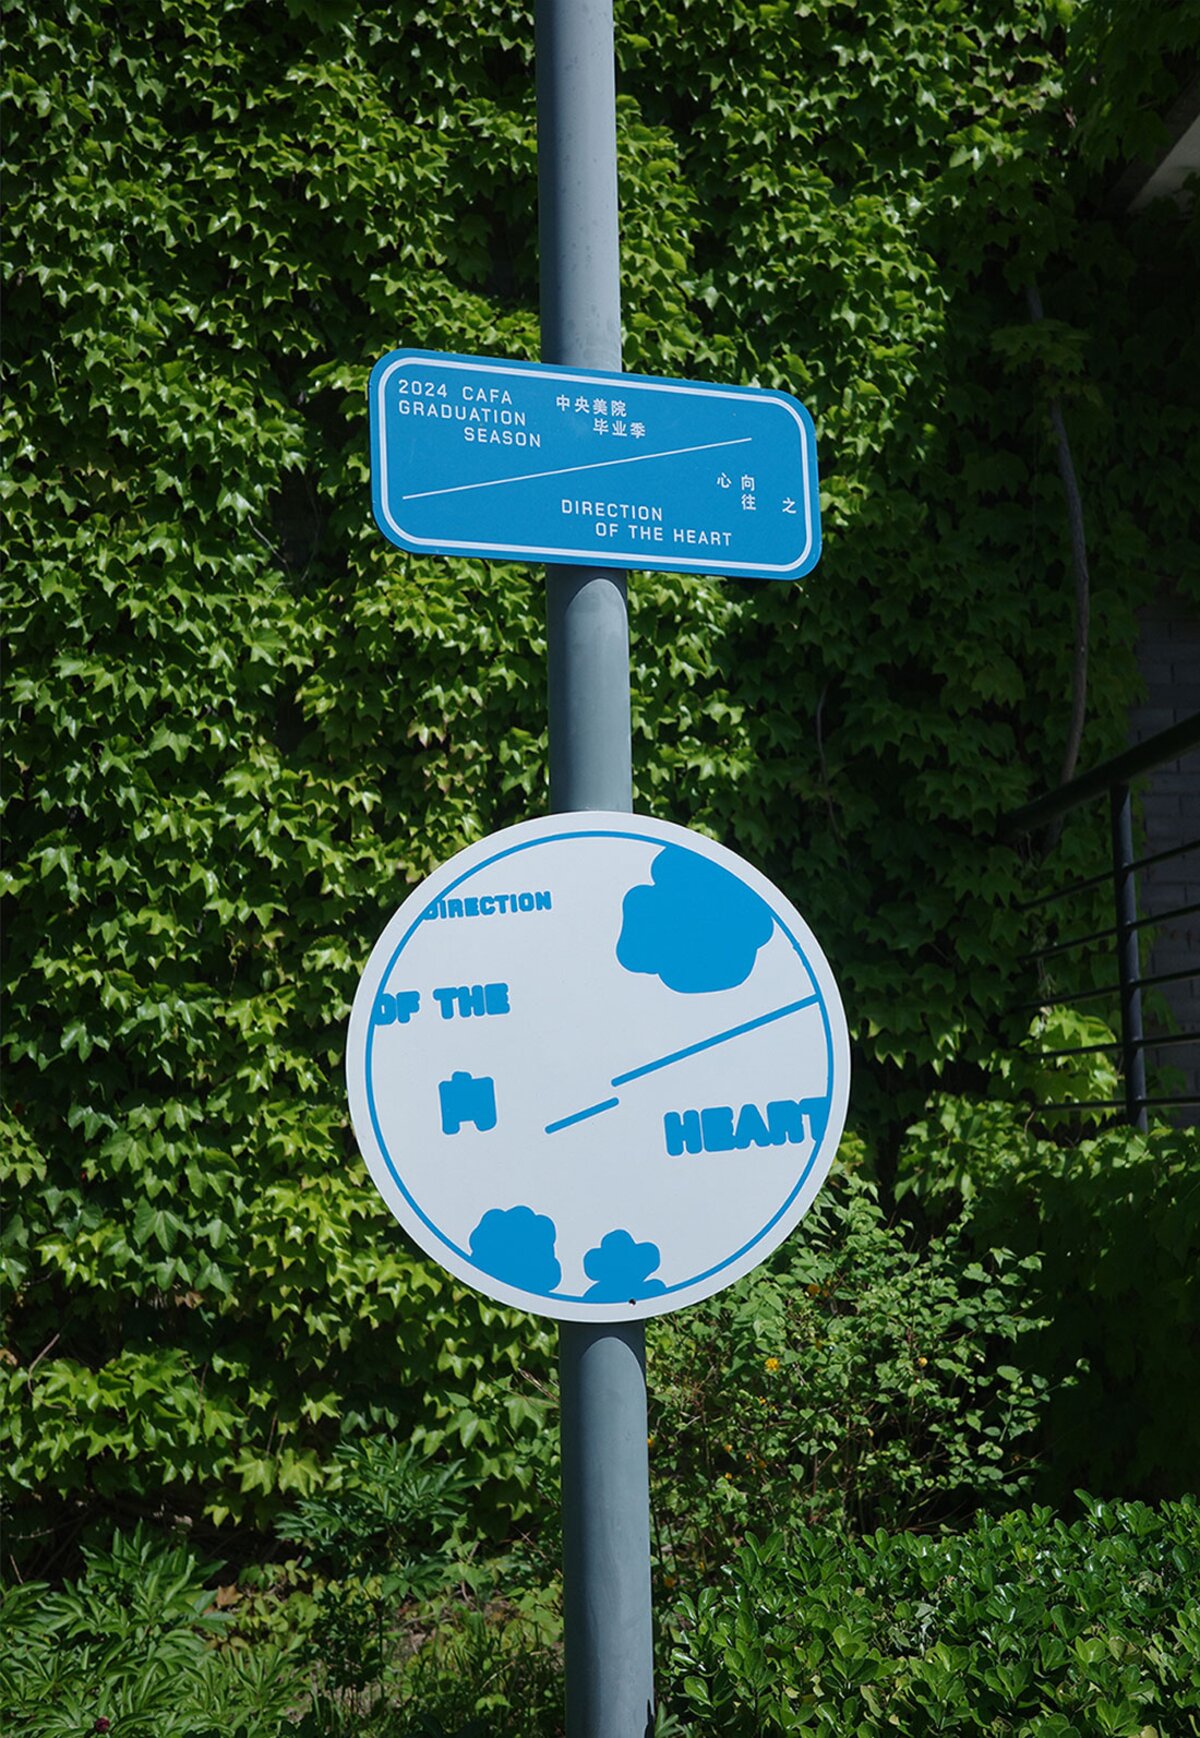 2024 CAFA
GRADUATION
SEASON
中央美院
毕业季
心 向
往 之
DIRECTION
OF THE HEART
DIRECTION
OF THE
向
HEART